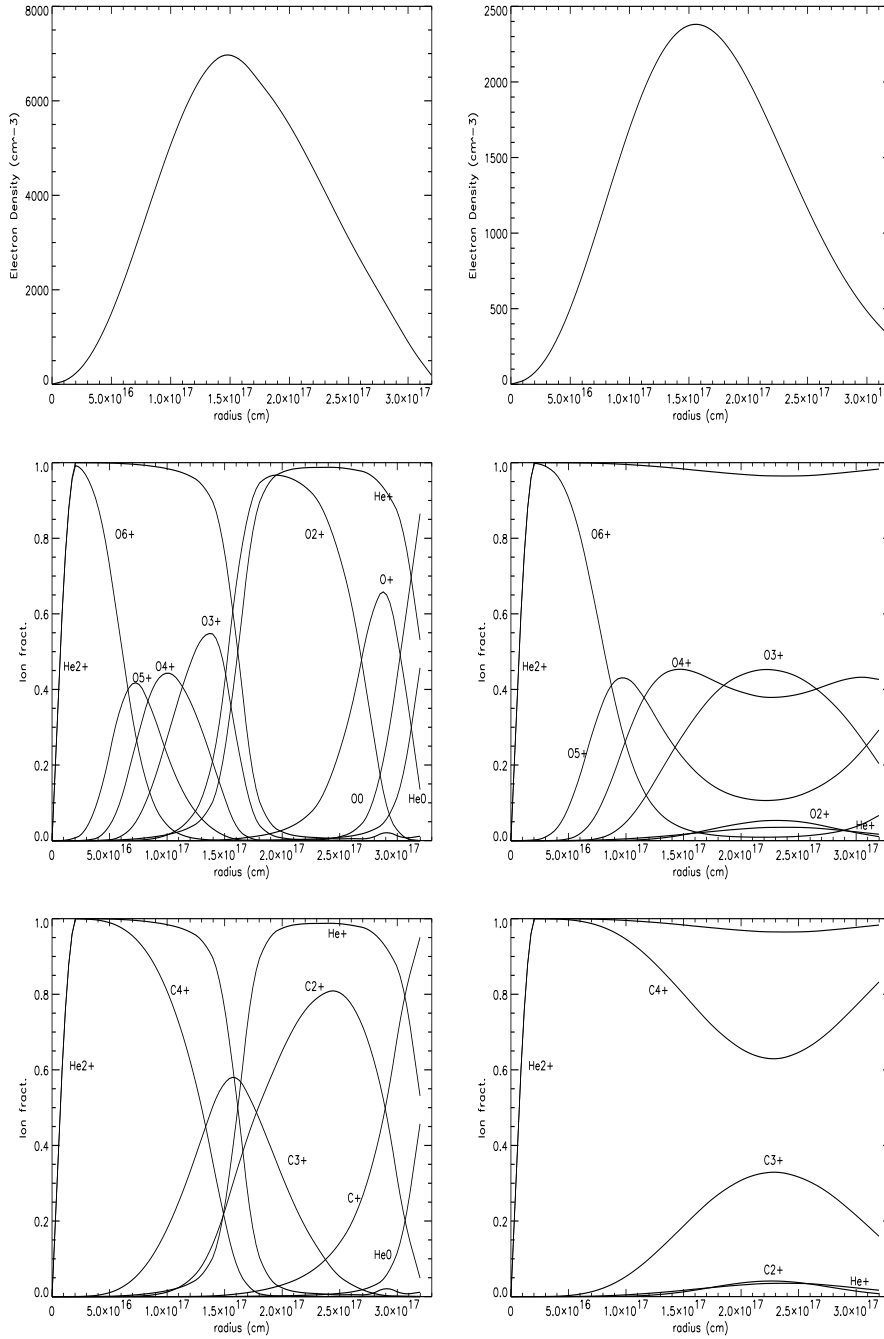 8000
6000
4000
2000
0
Electron Density (cm^-3)
0 5.0×10^16 1.0×10^17 1.5×10^17 2.0×10^17 2.5×10^17 3.0×10^17
radius (cm)
2500
2000
1500
1000
500
0
Electron Density (cm^-3)
0 5.0×10^16 1.0×10^17 1.5×10^17 2.0×10^17 2.5×10^17 3.0×10^1
radius (cm)
1.0
0.8
0.6
0.4
0.2
0.0
Ion fract.
He+
O6+
O2+
O+
O3+
He2+
O5+
O4+
O0
He0
0 5.0×10^16 1.0×10^17 1.5×10^17 2.0×10^17 2.5×10^17 3.0×10^17
radius (cm)
1.0
0.8
0.6
0.4
0.2
0.0
Ion fract.
O6+
He2+
O4+
O3+
O5+
O2+
He+
0 5.0×10^16 1.0×10^17 1.5×10^17 2.0×10^17 2.5×10^17 3.0×10^17
radius (cm)
1.0
0.8
0.6
0.4
0.2
0.0
Ion fract.
He+
C4+
C2+
He2+
C3+
C+
He0
0 5.0×10^16 1.0×10^17 1.5×10^17 2.0×10^17 2.5×10^17 3.0×10^17
radius (cm)
1.0
0.8
0.6
0.4
0.2
0.0
Ion fract.
C4+
He2+
C3+
C2+
He+
0 5.0×10^16 1.0×10^17 1.5×10^17 2.0×10^17 2.5×10^17 3.0×10^17
radius (cm)